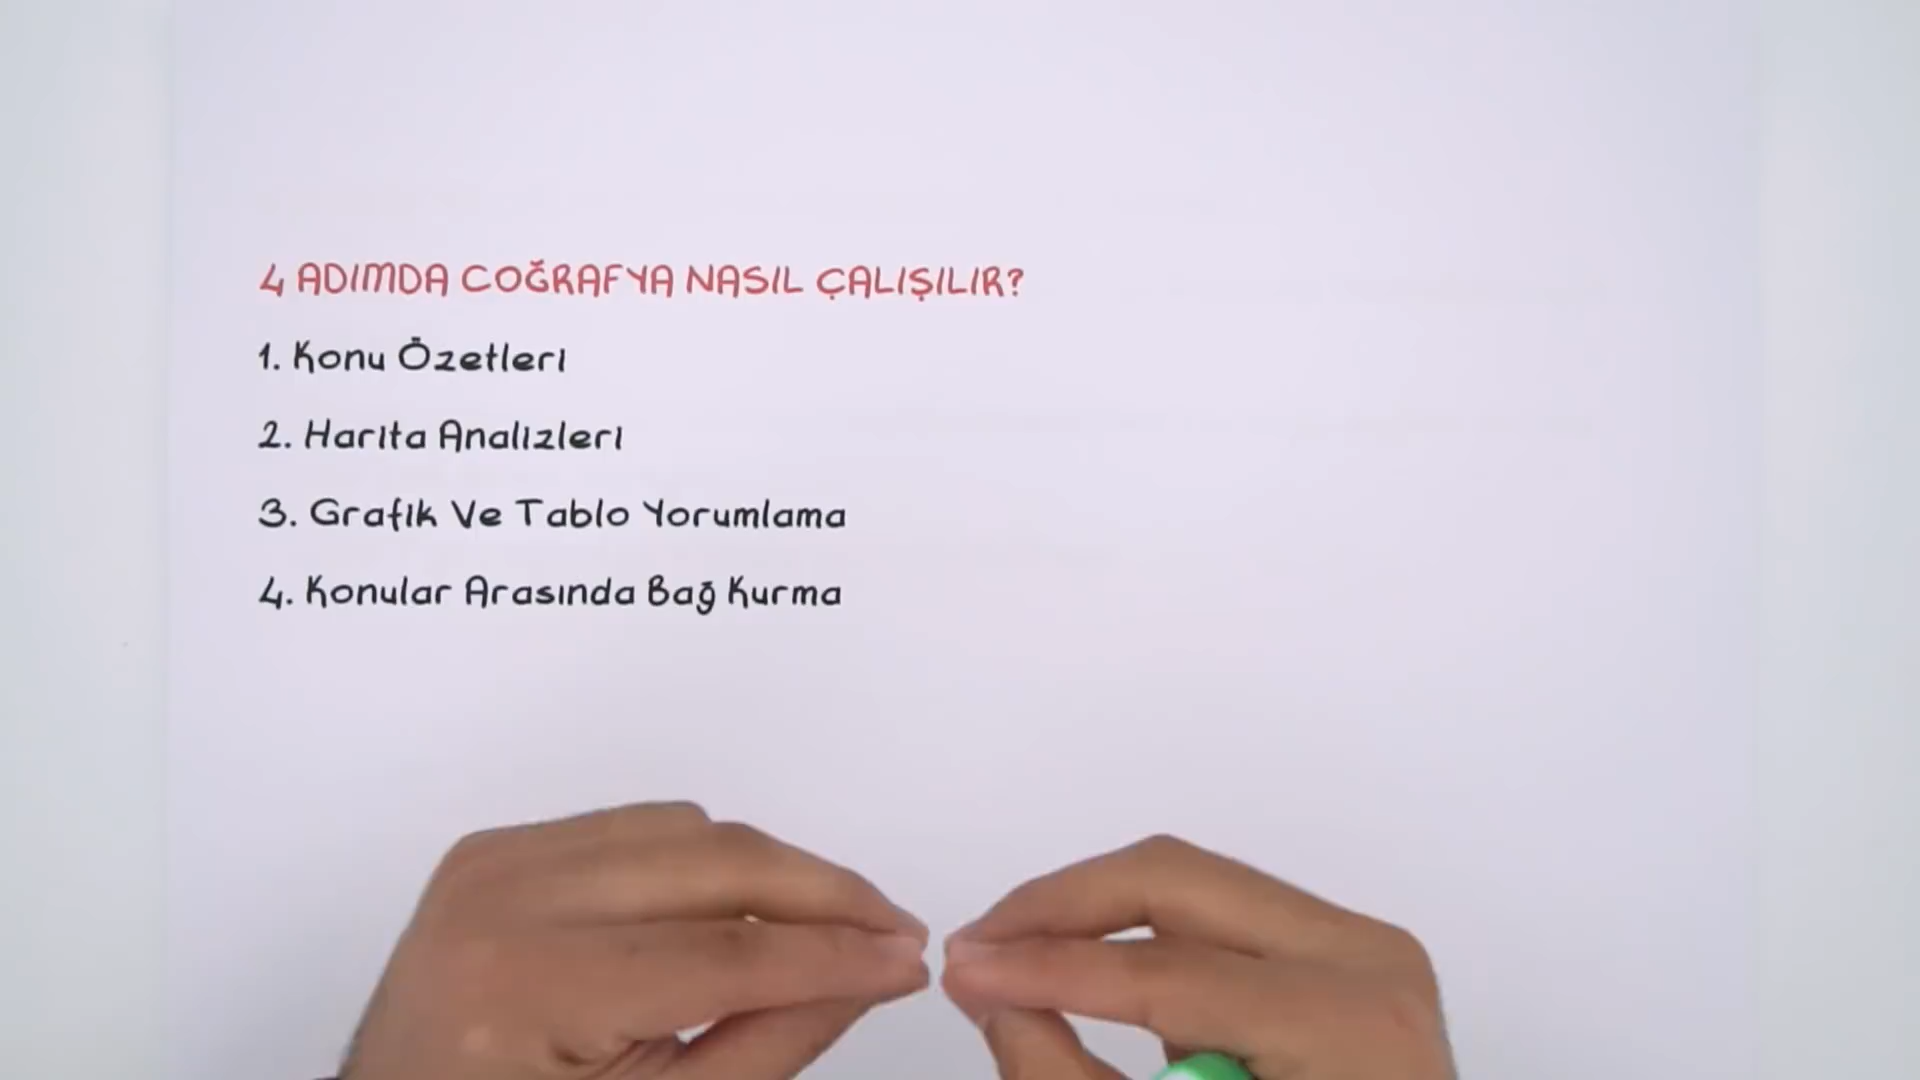 4 ADIMDA COĞRAFYA NASIL ÇALIŞILIR?
1. Konu Özetleri
2. Harita Analizleri
3. Grafik Ve Tablo Yorumlama
4. Konular Arasında Bağ Kurma